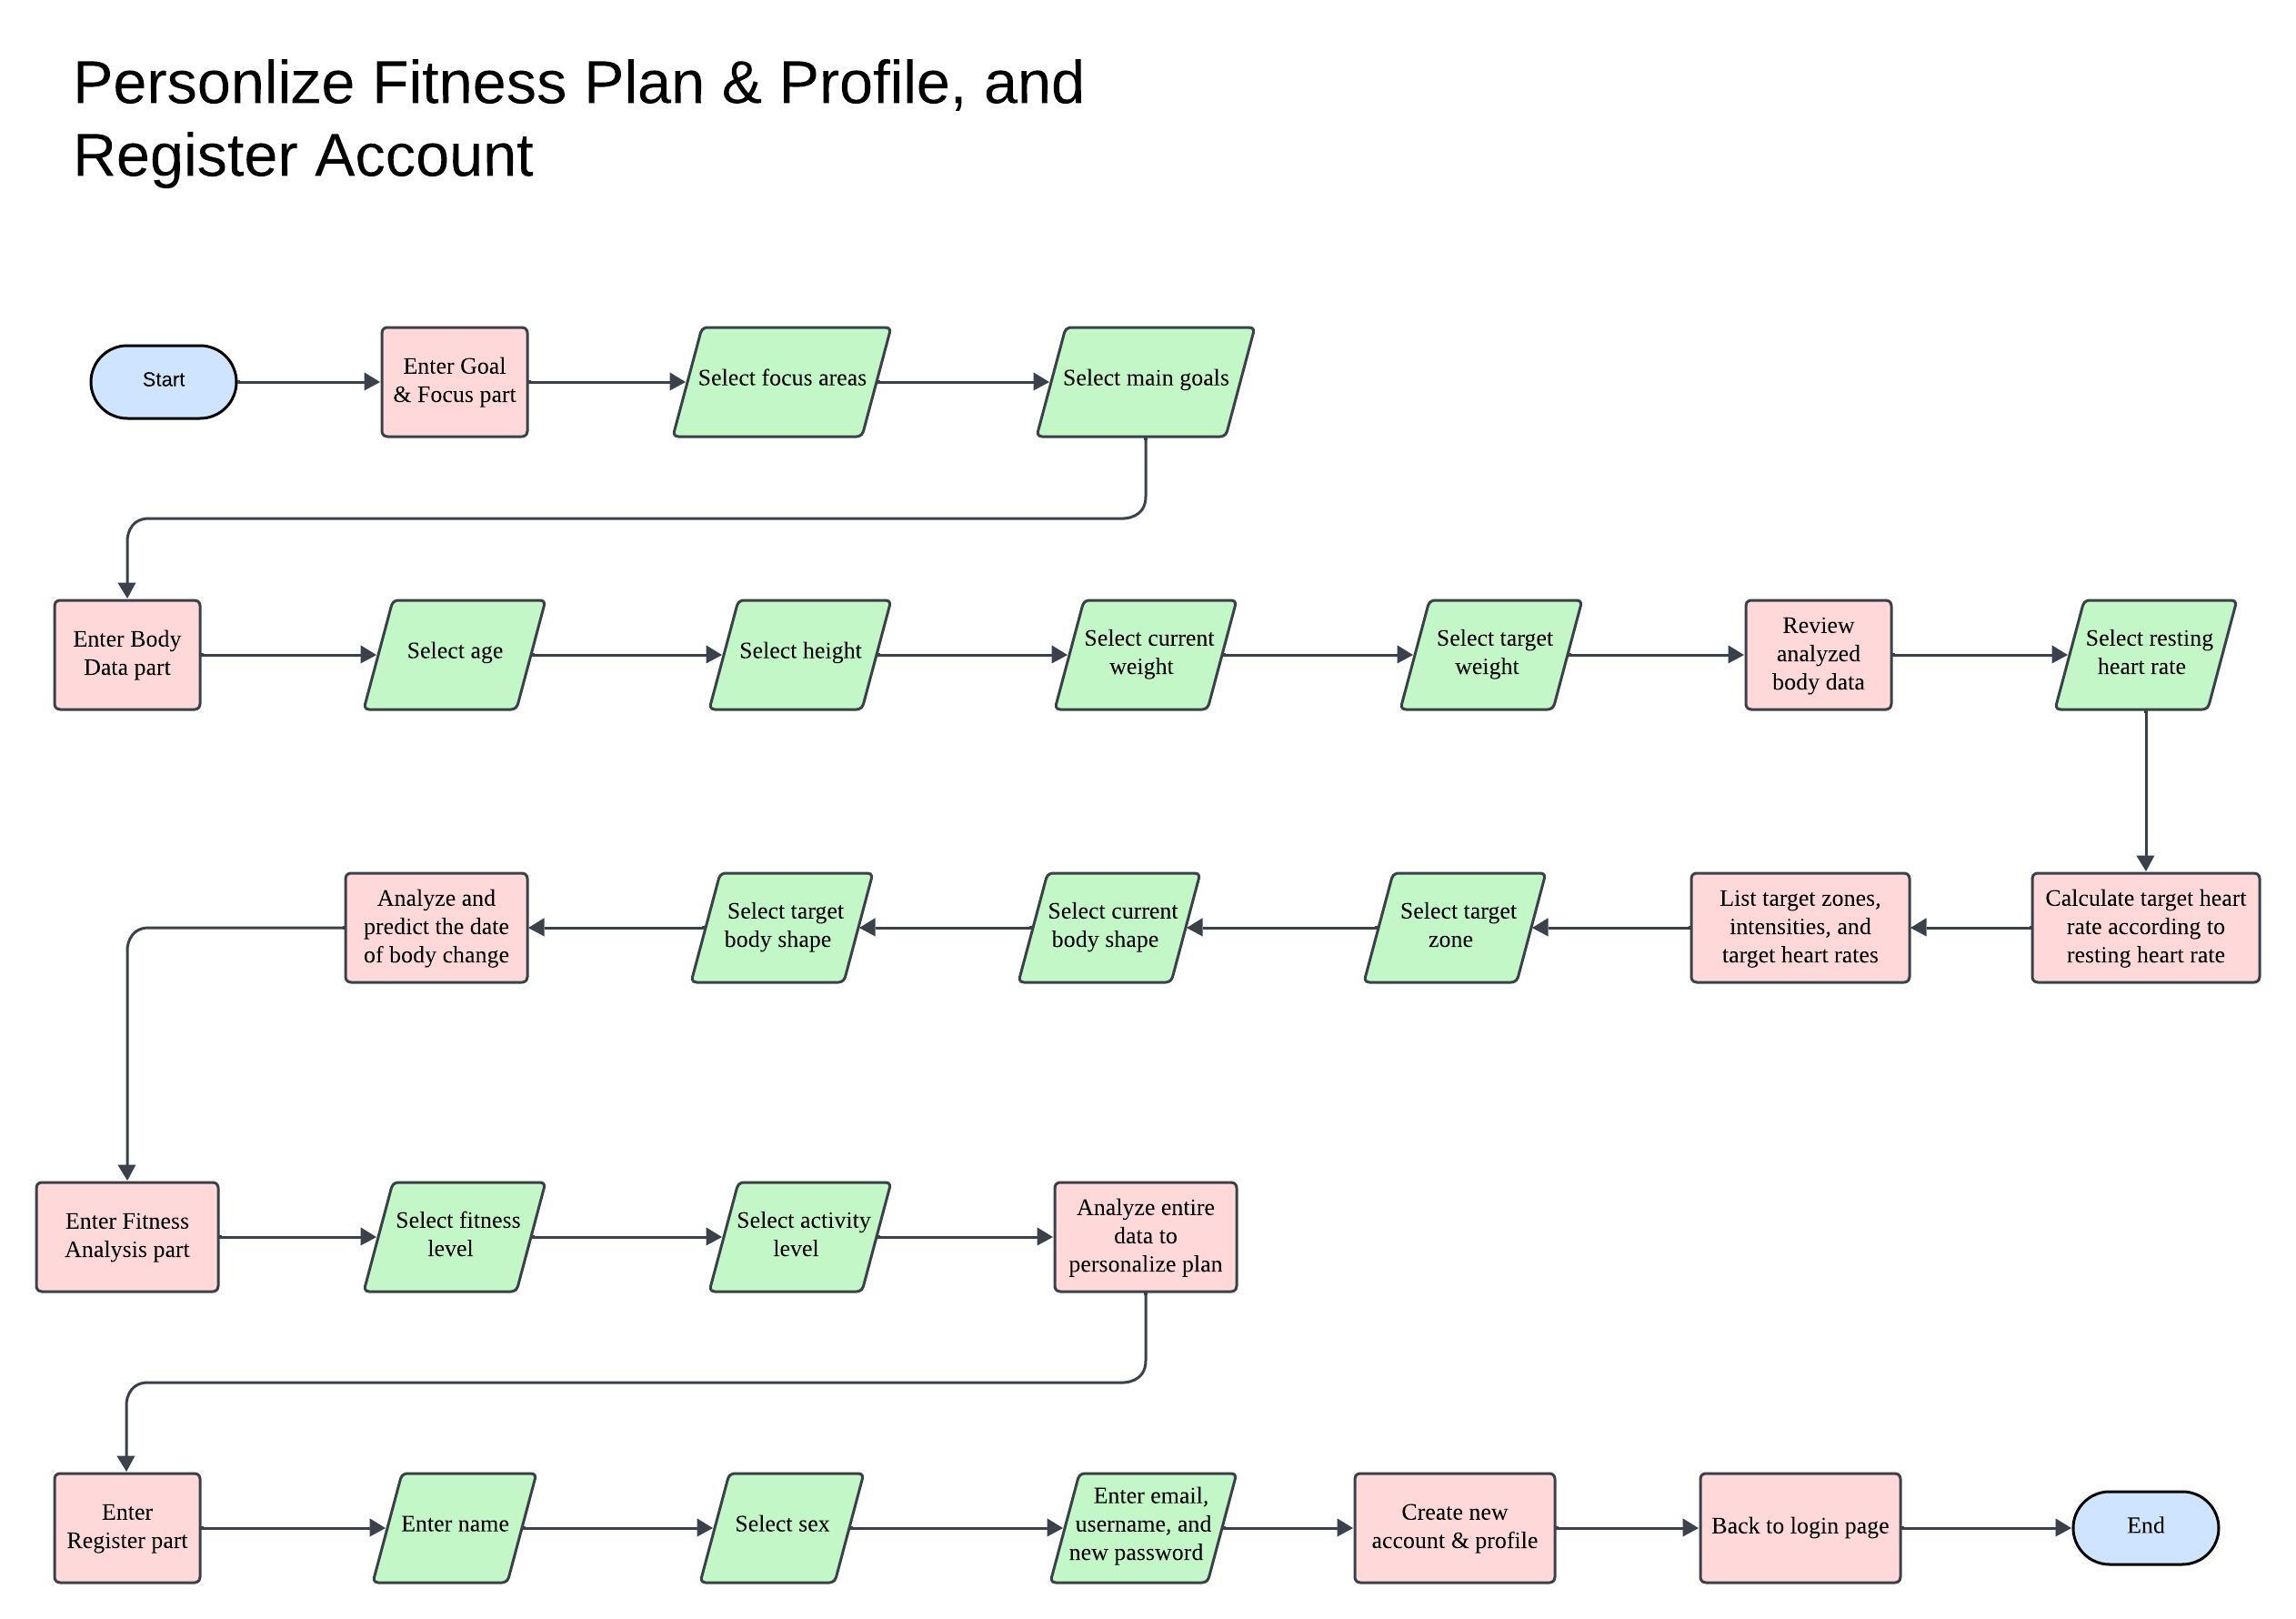 Personlize Fitness Plan & Profile, and
Register Account
Start
Enter Goal
& Focus part
Select focus areas
Select main goals
Enter Body
Data part
Select age
Select height
Select current
weight
Select target
weight
Review
analyzed
body data
Select resting
heart rate
Calculate target heart
rate according to
resting heart rate
List target zones,
intensities, and
target heart rates
Select target
zone
Select current
body shape
Select target
body shape
Analyze and
predict the date
of body change
Enter Fitness
Analysis part
Select fitness
level
Select activity
level
Analyze entire
data to
personalize plan
Enter
Register part
Enter name
Select sex
Enter email,
username, and
new password
Create new
account & profile
Back to login page
End